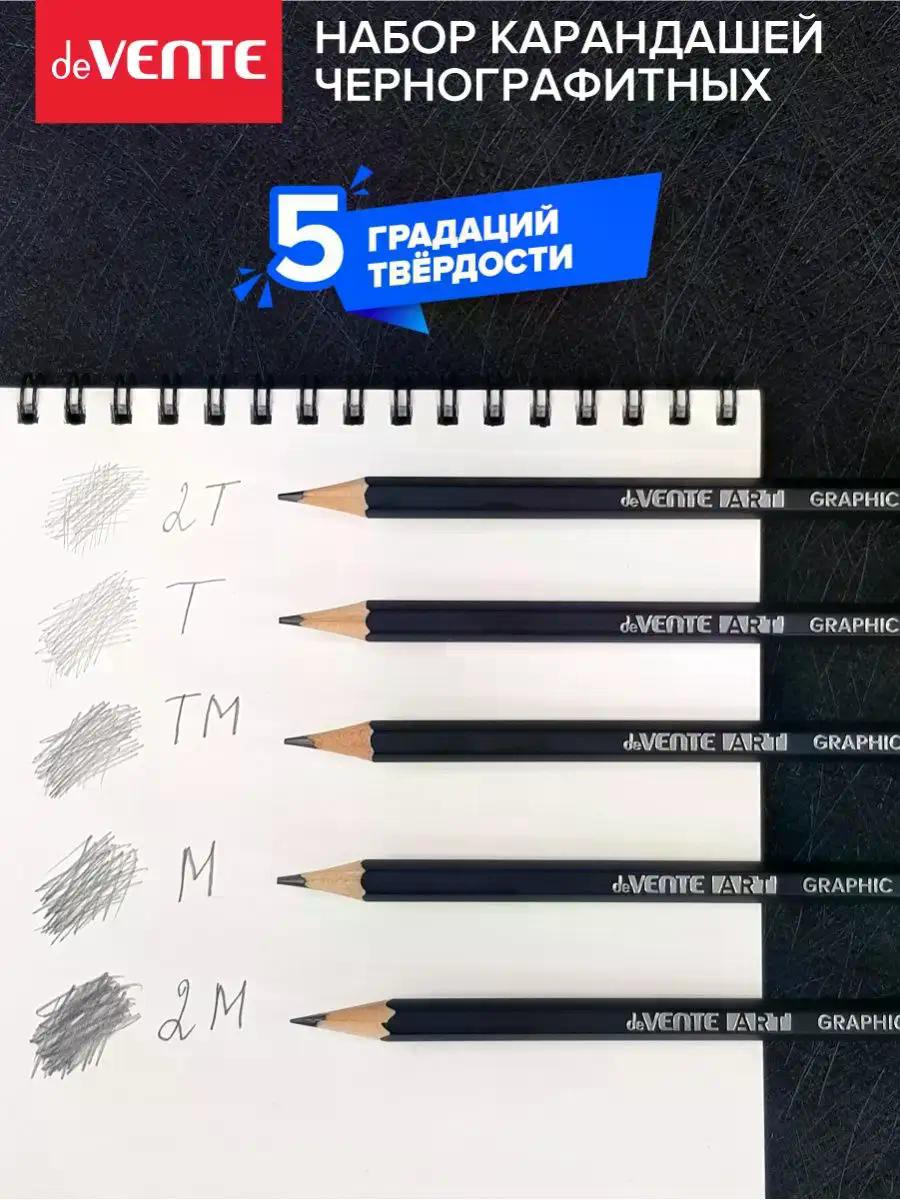 deVENTE
НАБОР КАРАНДАШЕЙ
ЧЕРНОГРАФИТНЫХ
5 ГРАДАЦИЙ
ТВЁРДОСТИ
2Т
deVENTE ART GRAPHIC
Т
deVENTE ART GRAPHIC
ТМ
deVENTE ART GRAPHIC
М
deVENTE ART GRAPHIC
2М
deVENTE ART GRAPHIC